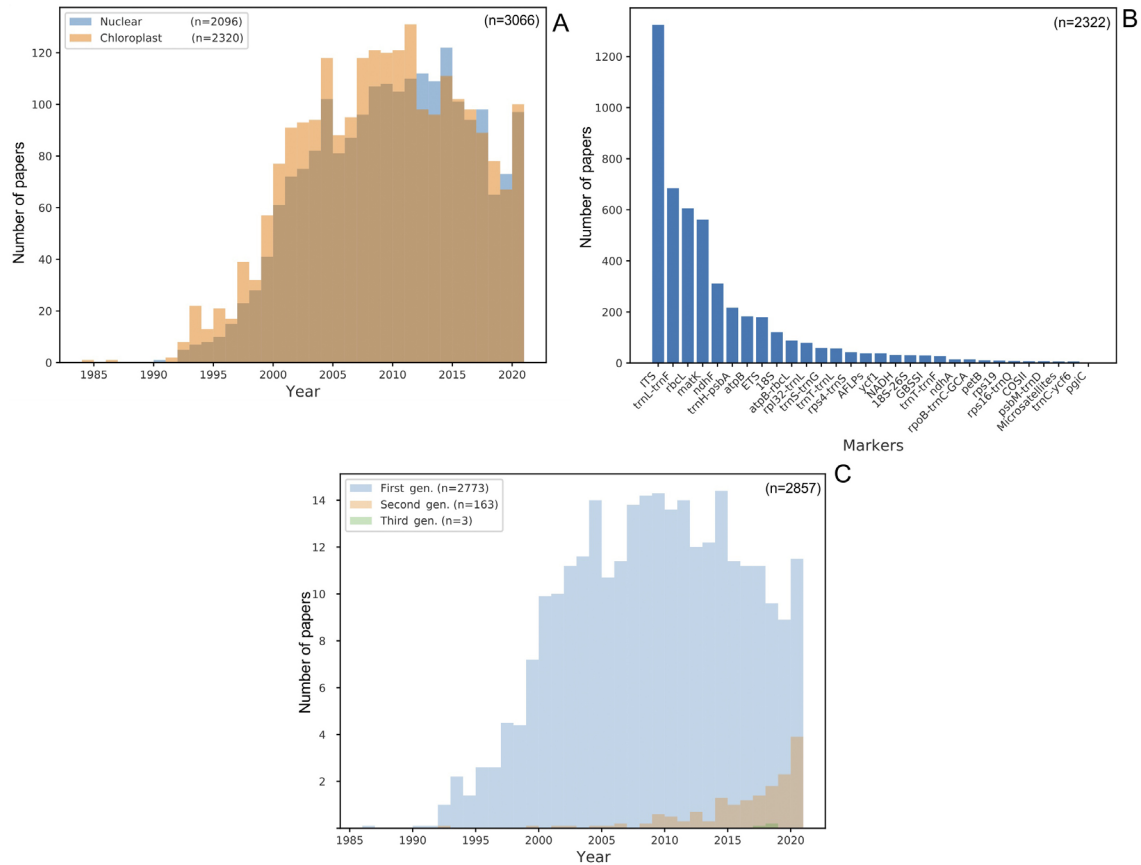 Nuclear (n=2096)
Chloroplast (n=2320)
(n=3066)
A
Number of papers
120
100
80
60
40
20
0
1985 1990 1995 2000 2005 2010 2015 2020
Year
(n=2322)
B
Number of papers
1200
1000
800
600
400
200
0
ITS
trnL-trnF
rbcL
matK
ndhF
trnH-psbA
atpB
ETS
18S
atpB-rbcL
rpl32-trnL
trnS-trnG
trnT-trnL
rps4-trnS
AFLPs
ycf1
NADH
18S-26S
GBSSI
trnT-trnF
ndhA
rpoB-trnC-GCA
petB
rps19
rps16-trnQ
COSII
psbM-trnD
Microsatellites
trnC-ycf6
pgiC
Markers
First gen. (n=2773)
Second gen. (n=163)
Third gen. (n=3)
(n=2857)
C
Number of papers
14
12
10
8
6
4
2
1985 1990 1995 2000 2005 2010 2015 2020
Year